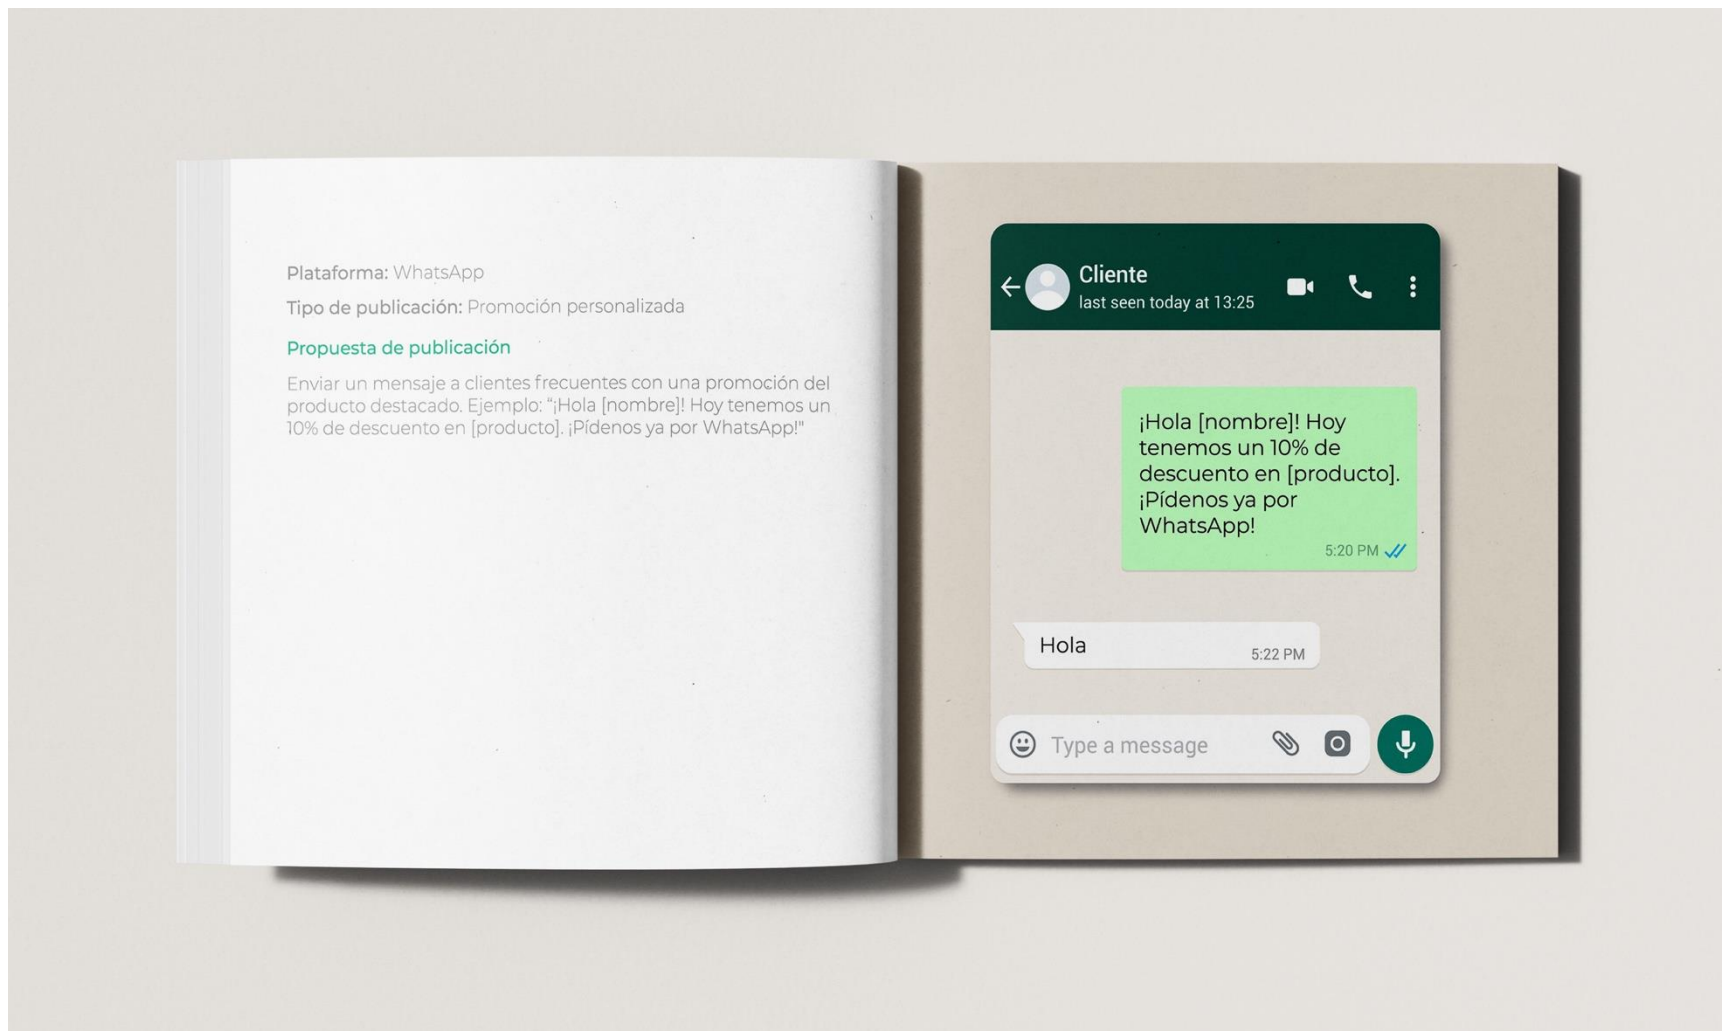 Plataforma: WhatsApp
Tipo de publicación: Promoción personalizada
Propuesta de publicación
Enviar un mensaje a clientes frecuentes con una promoción del
producto destacado. Ejemplo: “¡Hola [nombre]! Hoy tenemos un
10% de descuento en [producto]. ¡Pídenos ya por WhatsApp!"
Cliente
last seen today at 13:25
¡Hola [nombre]! Hoy
tenemos un 10% de
descuento en [producto].
¡Pídenos ya por
WhatsApp!
5:20 PM
Hola
5:22 PM
Type a message